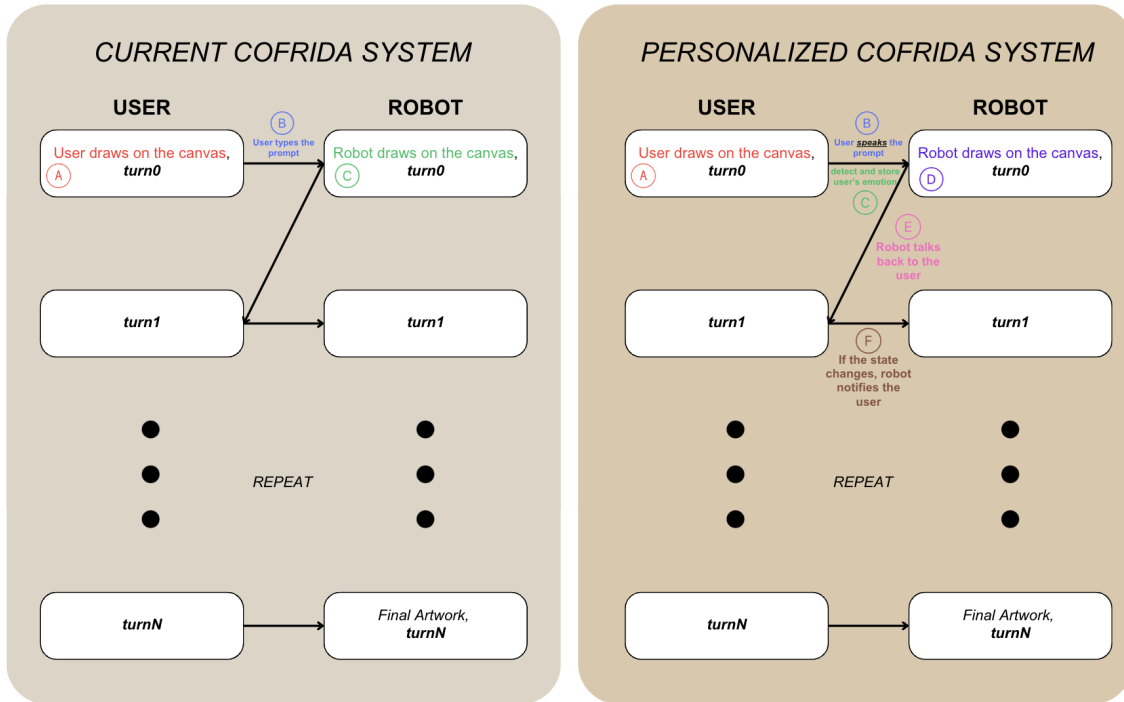 CURRENT COFRIDA SYSTEM
USER
ROBOT
B
User types the
prompt
User draws on the canvas,
turn0
A
Robot draws on the canvas,
turn0
C
turn1
turn1
REPEAT
turnN
Final Artwork,
turnN
PERSONALIZED COFRIDA SYSTEM
USER
ROBOT
B
User speaks the
prompt
User draws on the canvas,
turn0
A
detect and store
user's emotion
C
Robot draws on the canvas,
turn0
D
E
Robot talks
back to the
user
turn1
turn1
F
If the state
changes, robot
notifies the
user
REPEAT
turnN
Final Artwork,
turnN